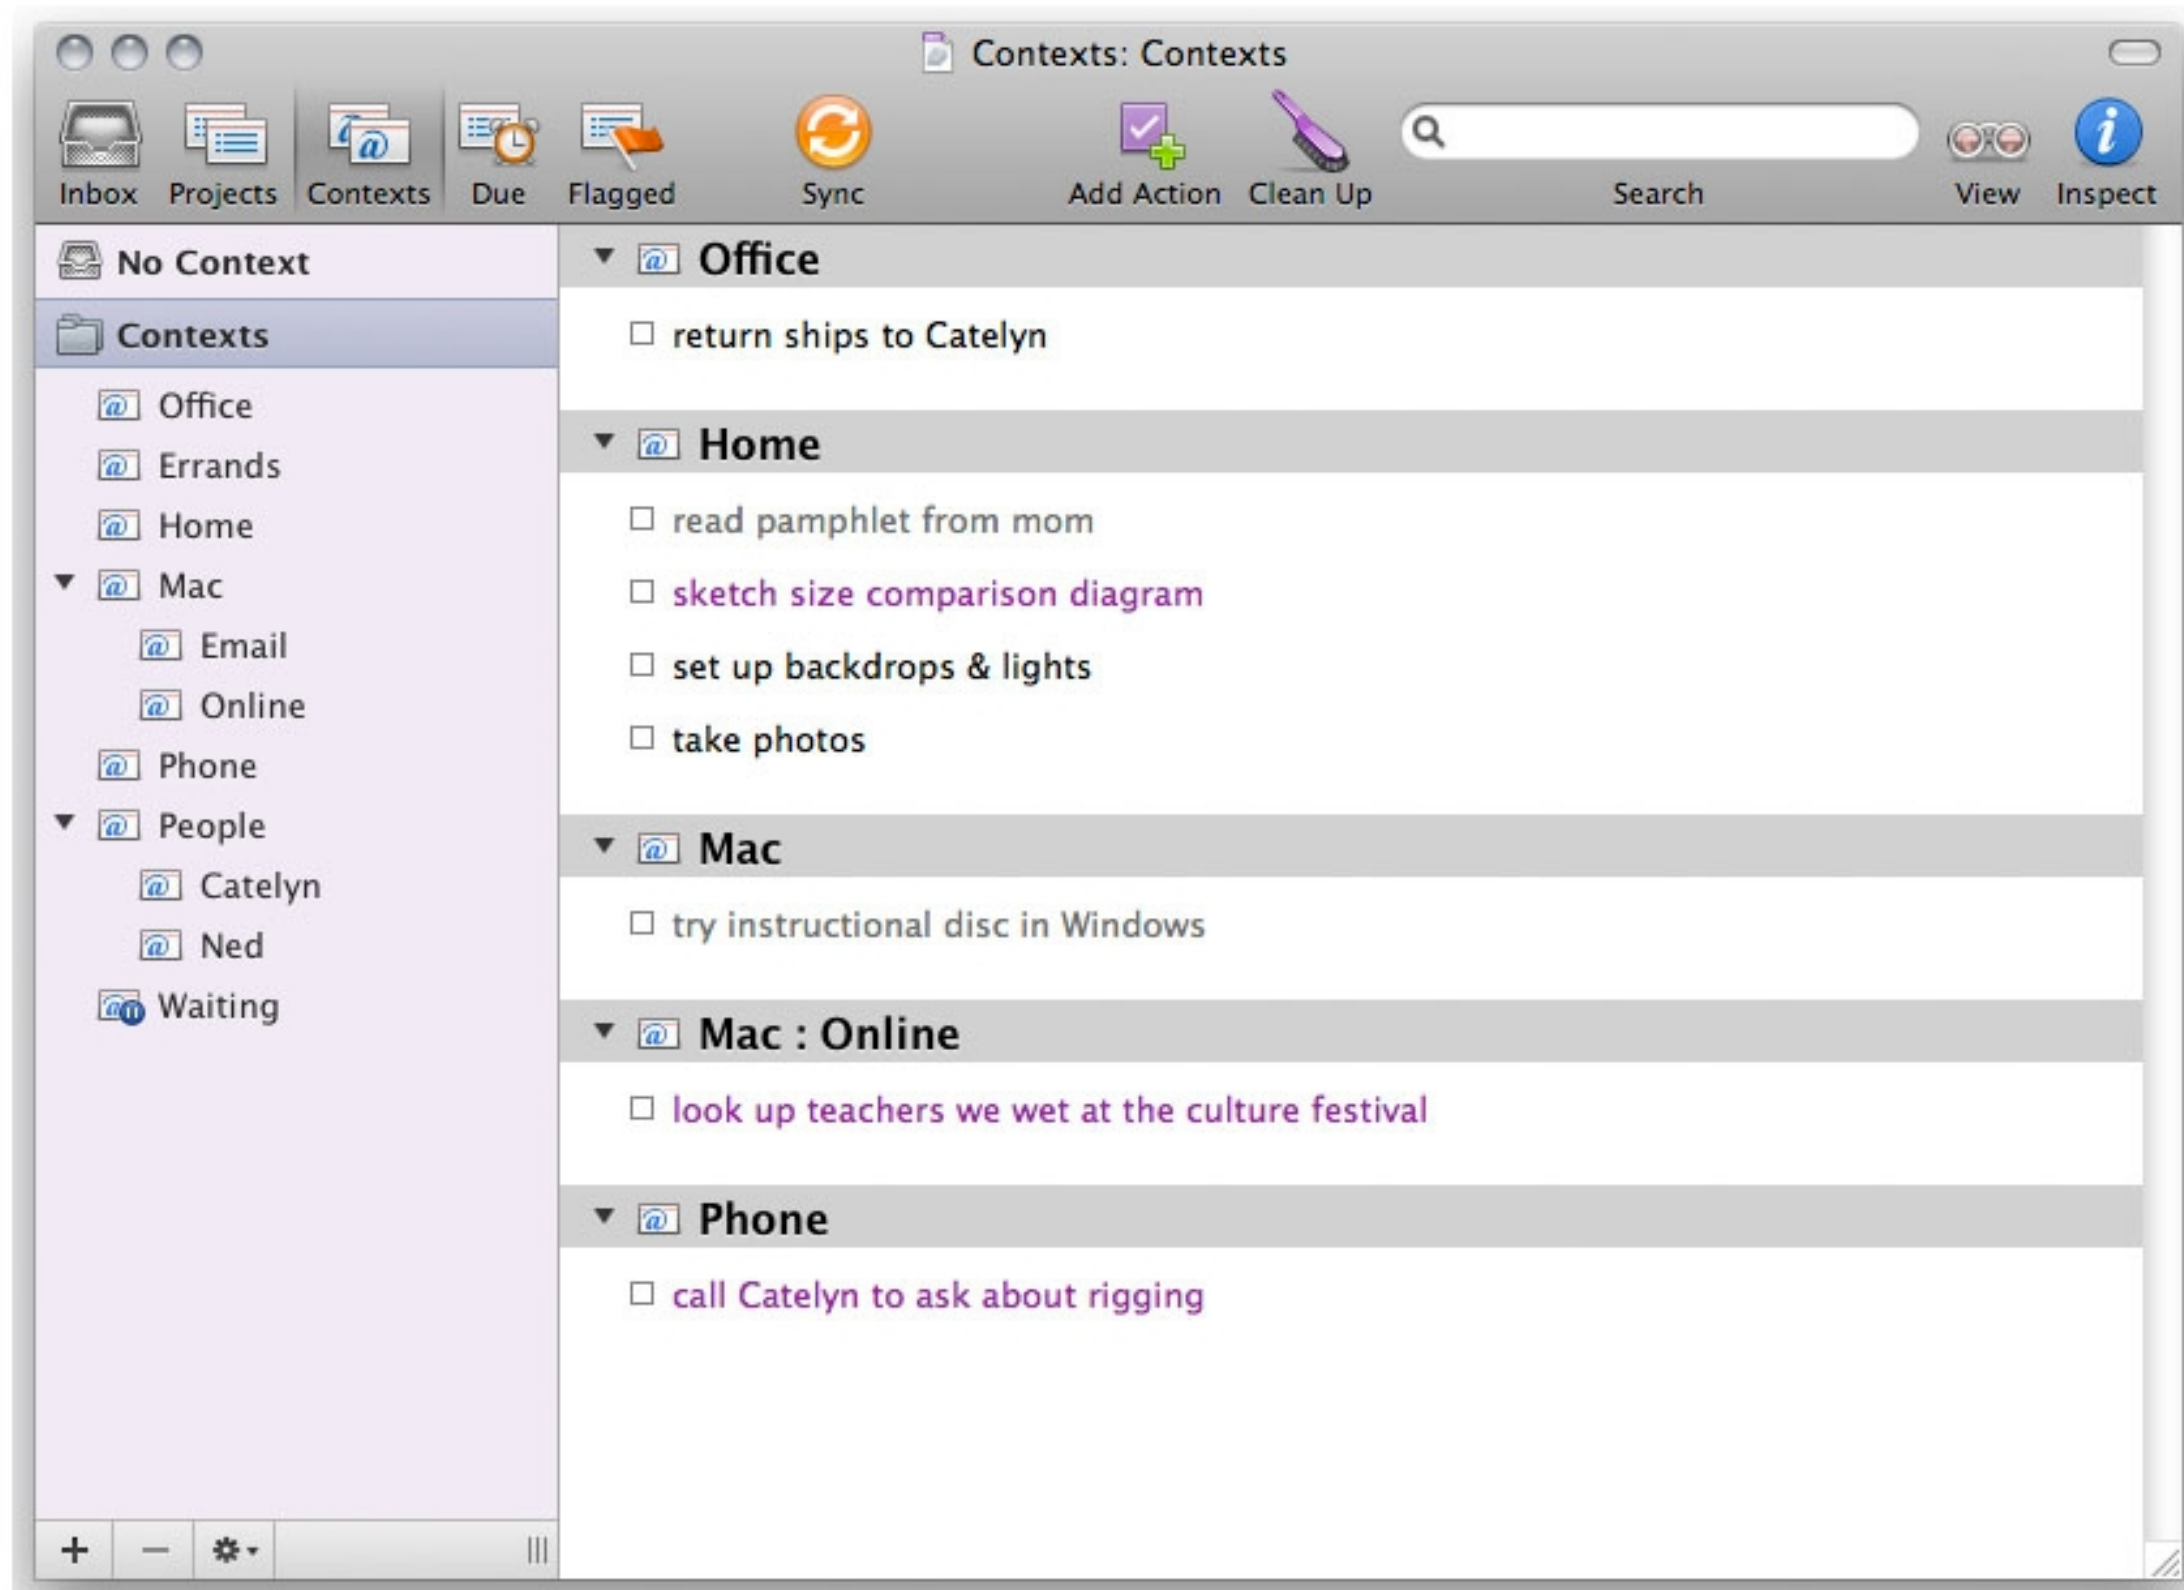 Contexts: Contexts
Inbox Projects Contexts Due Flagged Sync Add Action Clean Up Search View Inspect
No Context
Contexts
Office
Errands
Home
Mac
Email
Online
Phone
People
Catelyn
Ned
Waiting
Office
return ships to Catelyn
Home
read pamphlet from mom
sketch size comparison diagram
set up backdrops & lights
take photos
Mac
try instructional disc in Windows
Mac : Online
look up teachers we wet at the culture festival
Phone
call Catelyn to ask about rigging